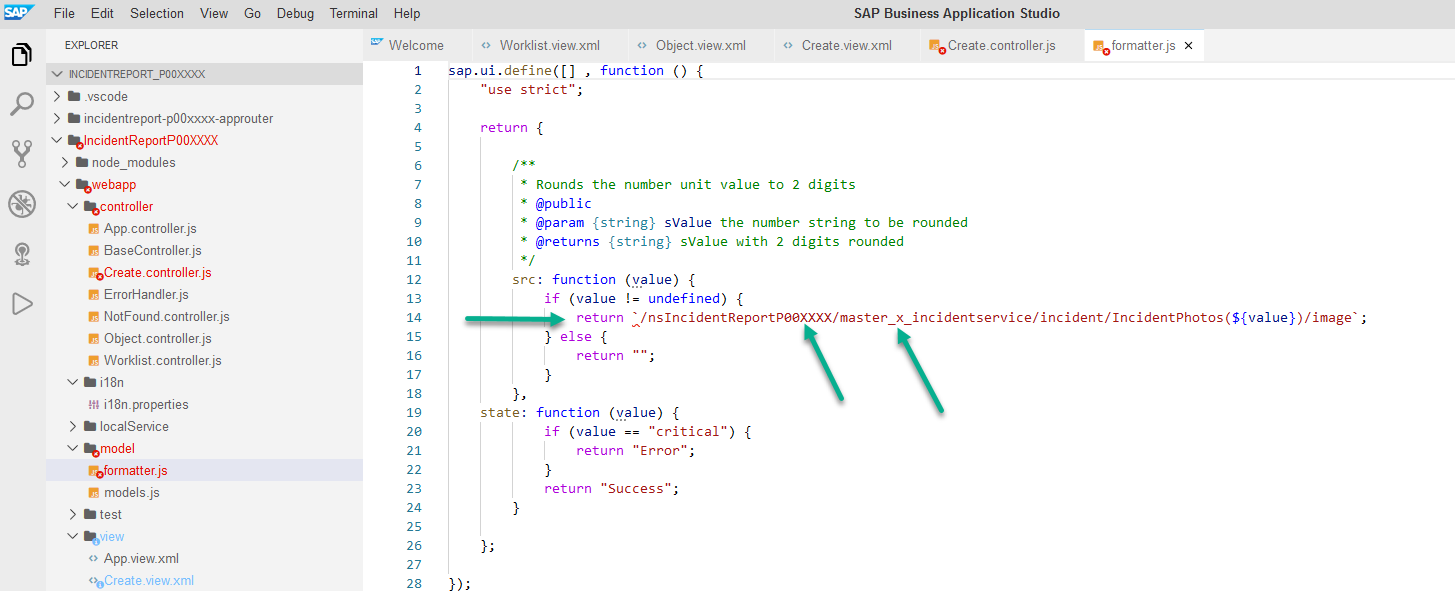 SAP File Edit Selection View Go Debug Terminal Help SAP Business Application Studio
EXPLORER
INCIDENTREPORT_P00XXXX
.vscode
incidentreport-p00xxxx-approuter
IncidentReportP00XXXX
node_modules
webapp
controller
App.controller.js
BaseController.js
Create.controller.js
ErrorHandler.js
NotFound.controller.js
Object.controller.js
Worklist.controller.js
i18n
i18n.properties
localService
model
formatter.js
models.js
test
view
App.view.xml
Create.view.xml
Welcome Worklist.view.xml Object.view.xml Create.view.xml Create.controller.js formatter.js
1 sap.ui.define([] , function () {
2 "use strict";
3
4 return {
5
6 /**
7 * Rounds the number unit value to 2 digits
8 * @public
9 * @param {string} sValue the number string to be rounded
10 * @returns {string} sValue with 2 digits rounded
11 */
12 src: function (value) {
13 if (value != undefined) {
14 return `/nsIncidentReportP00XXXX/master_x_incidentservice/incident/IncidentPhotos(${value})/image`;
15 } else {
16 return "";
17 }
18 },
19 state: function (value) {
20 if (value == "critical") {
21 return "Error";
22 }
23 return "Success";
24 }
25
26 };
27
28 });